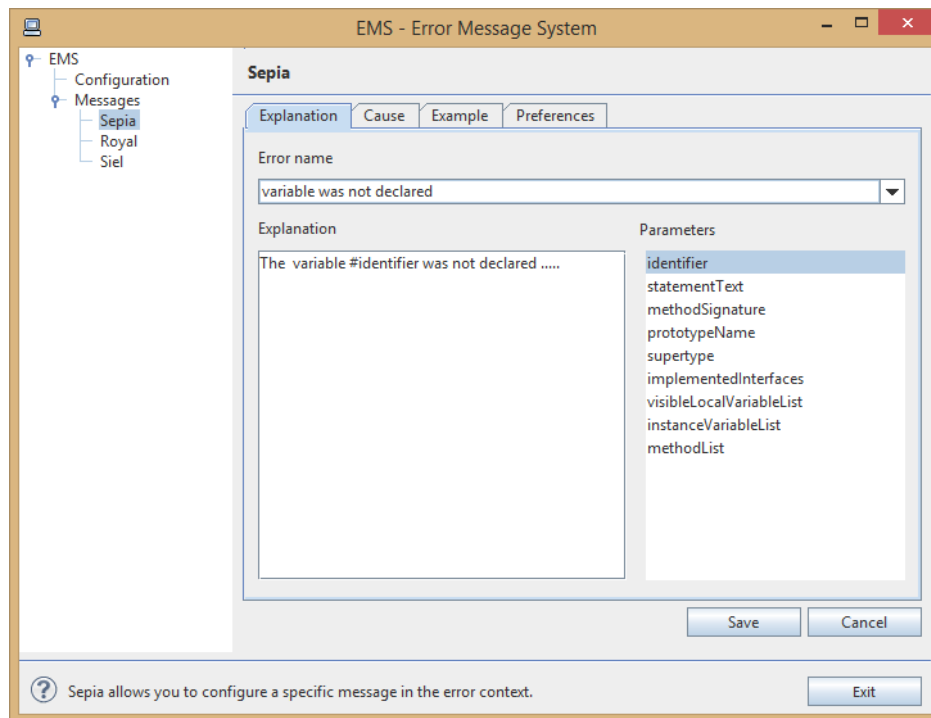 EMS - Error Message System
EMS
Configuration
Messages
Sepia
Royal
Siel
Sepia
Explanation Cause Example Preferences
Error name
variable was not declared
Explanation
The  variable #identifier was not declared .....
Parameters
identifier
statementText
methodSignature
prototypeName
supertype
implementedInterfaces
visibleLocalVariableList
instanceVariableList
methodList
Save Cancel
? Sepia allows you to configure a specific message in the error context.
Exit